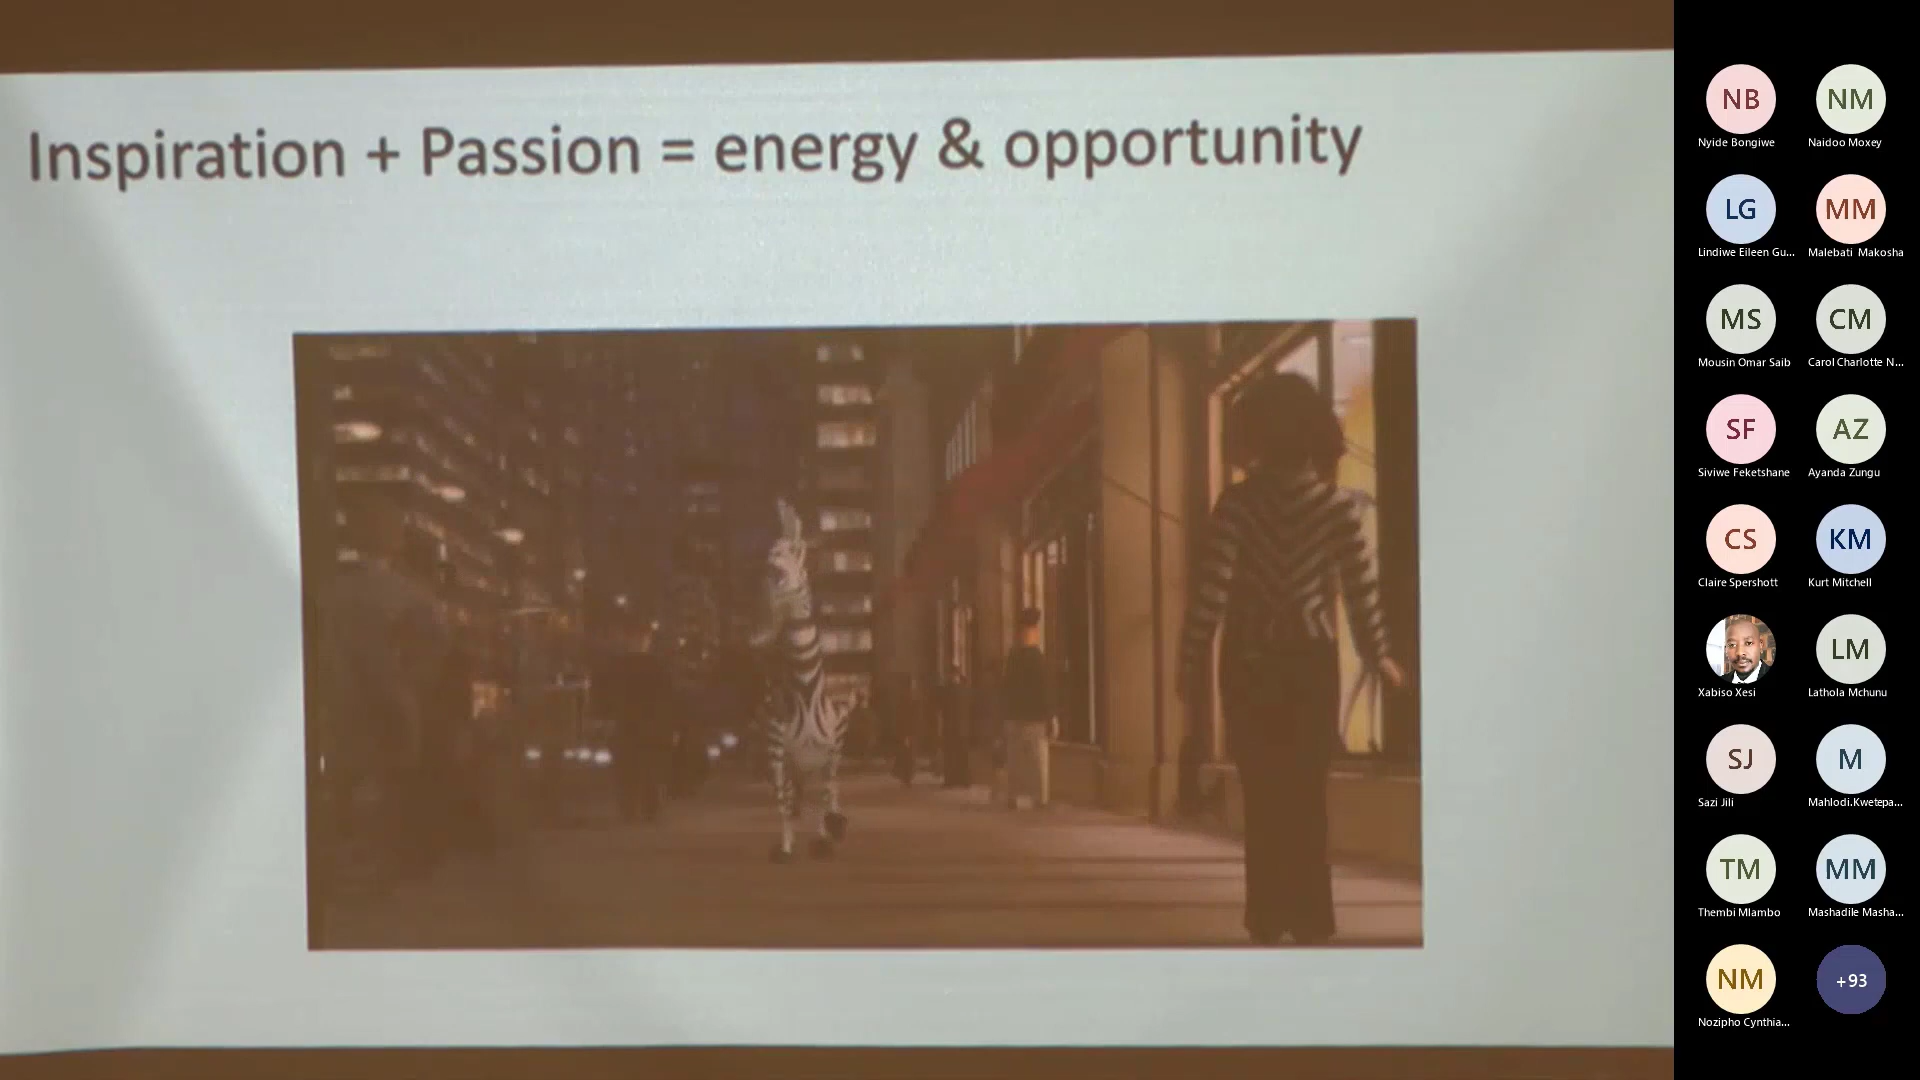 Inspiration + Passion = energy & opportunity
NB
Nyide Bongiwe
NM
Naidoo Moxey
LG
Lindiwe Eileen Gu...
MM
Malebati Makosha
MS
Mousin Omar Saib
CM
Carol Charlotte N...
SF
Siviwe Feketshane
AZ
Ayanda Zungu
CS
Claire Spershott
KM
Kurt Mitchell
Xabiso Xesi
LM
Lathola Mchunu
SJ
Sazi Jili
M
Mahlodi.Kwetepa...
TM
Thembi Mlambo
MM
Mashadile Masha...
NM
Nozipho Cynthia...
+93